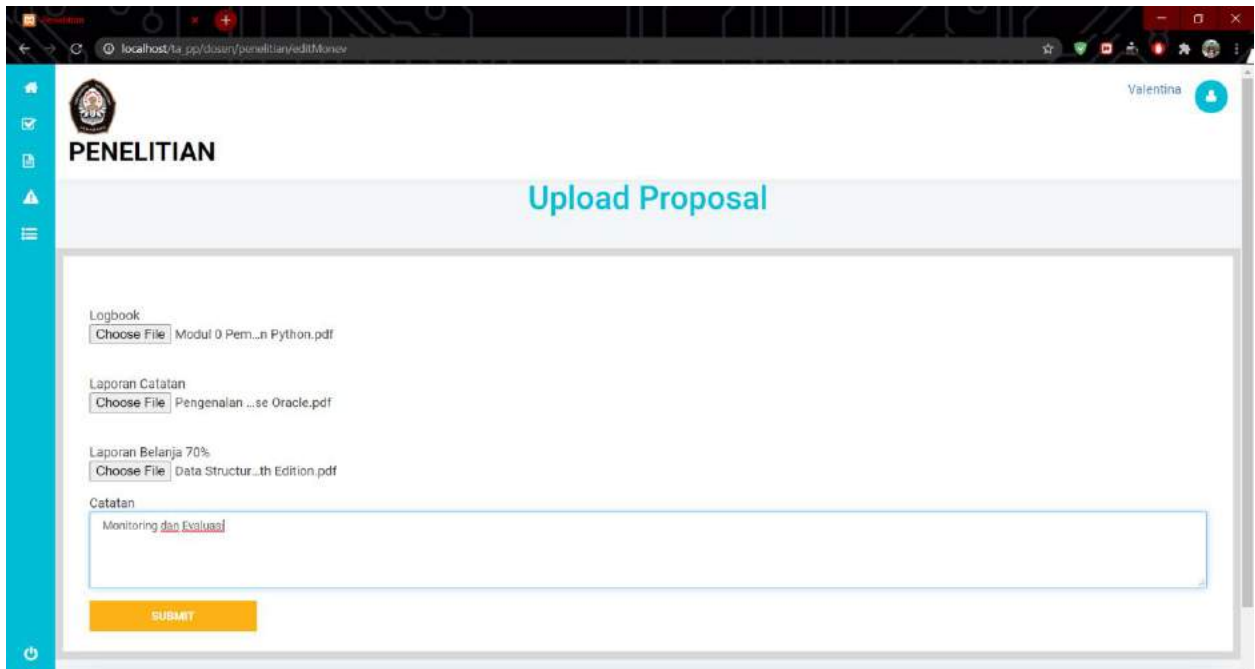 Penelitian
localhost/ta_pp/dosen/penelitian/editMonev
Valentina
PENELITIAN
Upload Proposal
Logbook
Choose File Modul 0 Pem...n Python.pdf
Laporan Catatan
Choose File Pengenalan ...se Oracle.pdf
Laporan Belanja 70%
Choose File Data Structur...th Edition.pdf
Catatan
Monitoring dan Evaluasi
SUBMIT